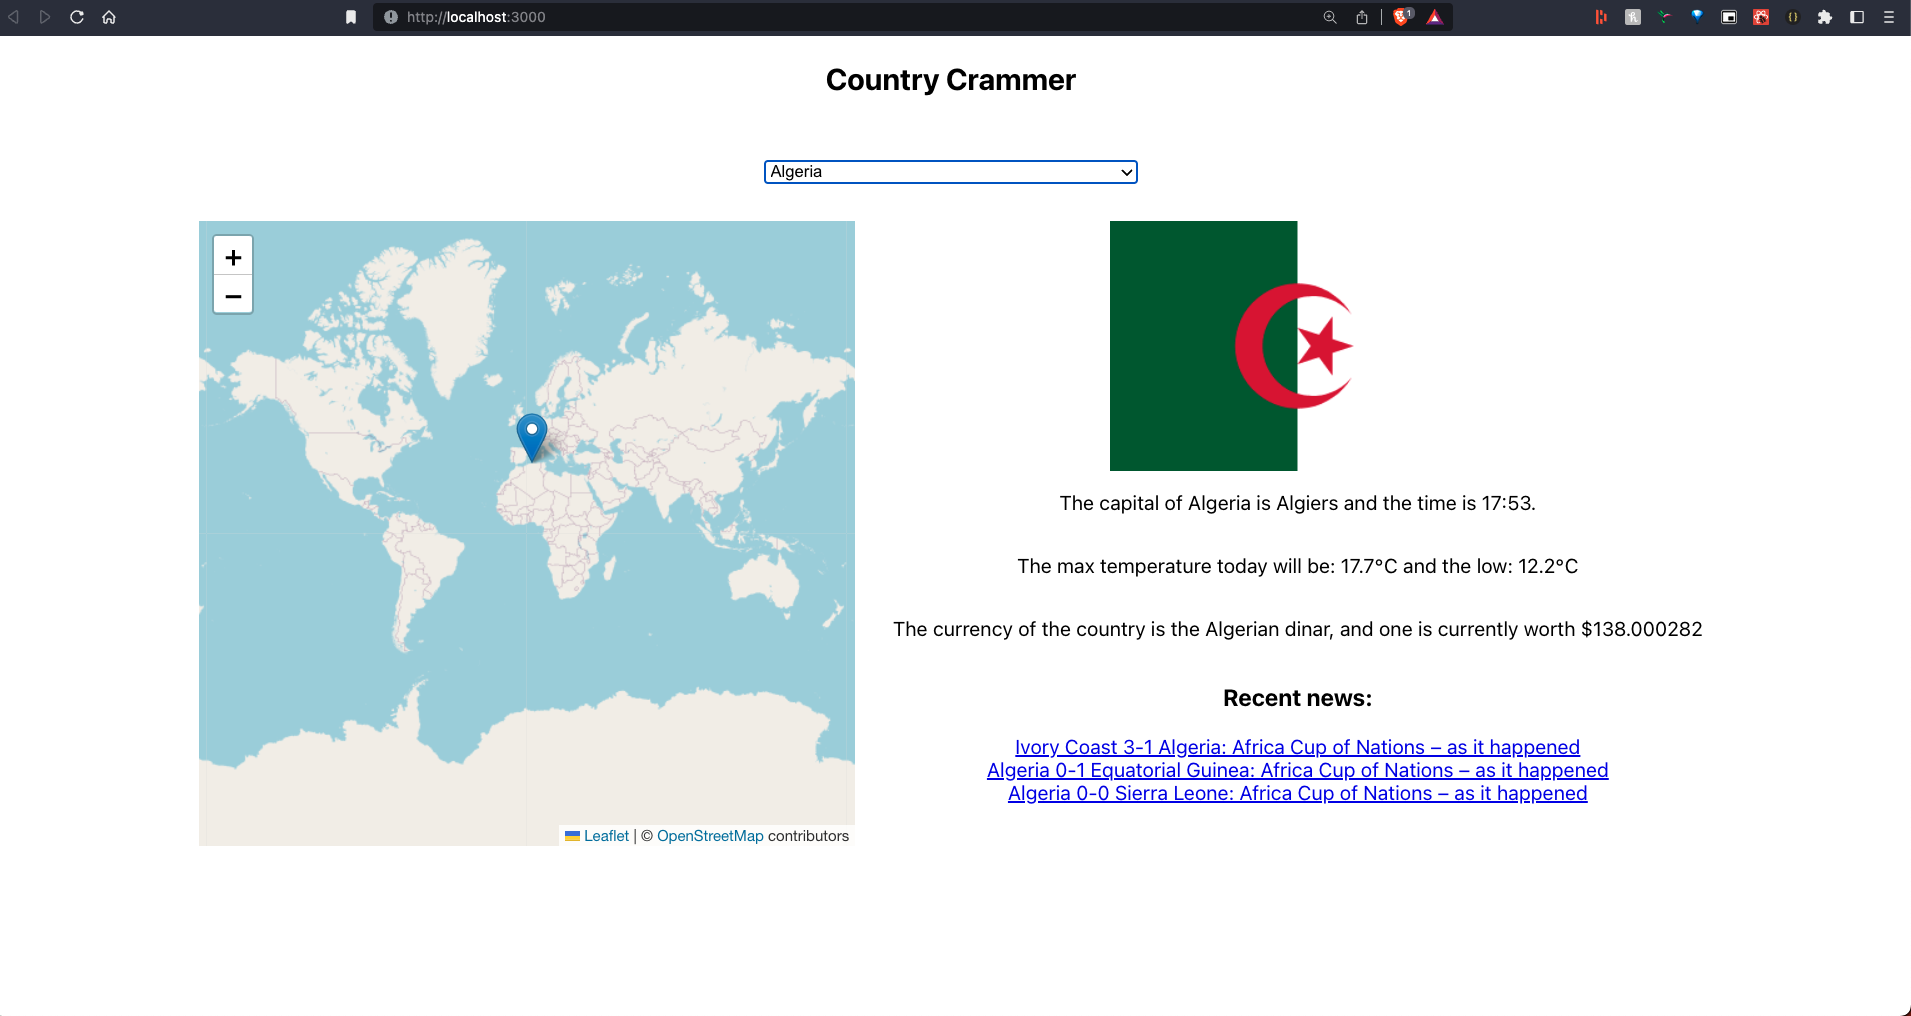 http://localhost:3000
1
Country Crammer
Algeria
+
−
The capital of Algeria is Algiers and the time is 17:53.
The max temperature today will be: 17.7°C and the low: 12.2°C
The currency of the country is the Algerian dinar, and one is currently worth $138.000282
Recent news:
Ivory Coast 3-1 Algeria: Africa Cup of Nations – as it happened
Algeria 0-1 Equatorial Guinea: Africa Cup of Nations – as it happened
Algeria 0-0 Sierra Leone: Africa Cup of Nations – as it happened
Leaflet | © OpenStreetMap contributors